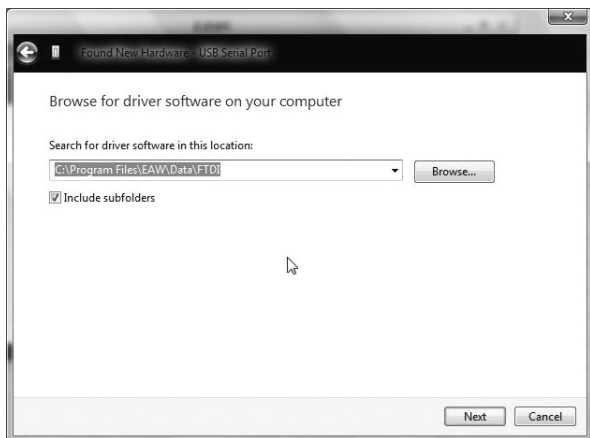 Found New Hardware - USB Serial Port
Browse for driver software on your computer
Search for driver software in this location:
C:\Program Files\EAW\Data\FTDI
Browse...
Include subfolders
Next
Cancel